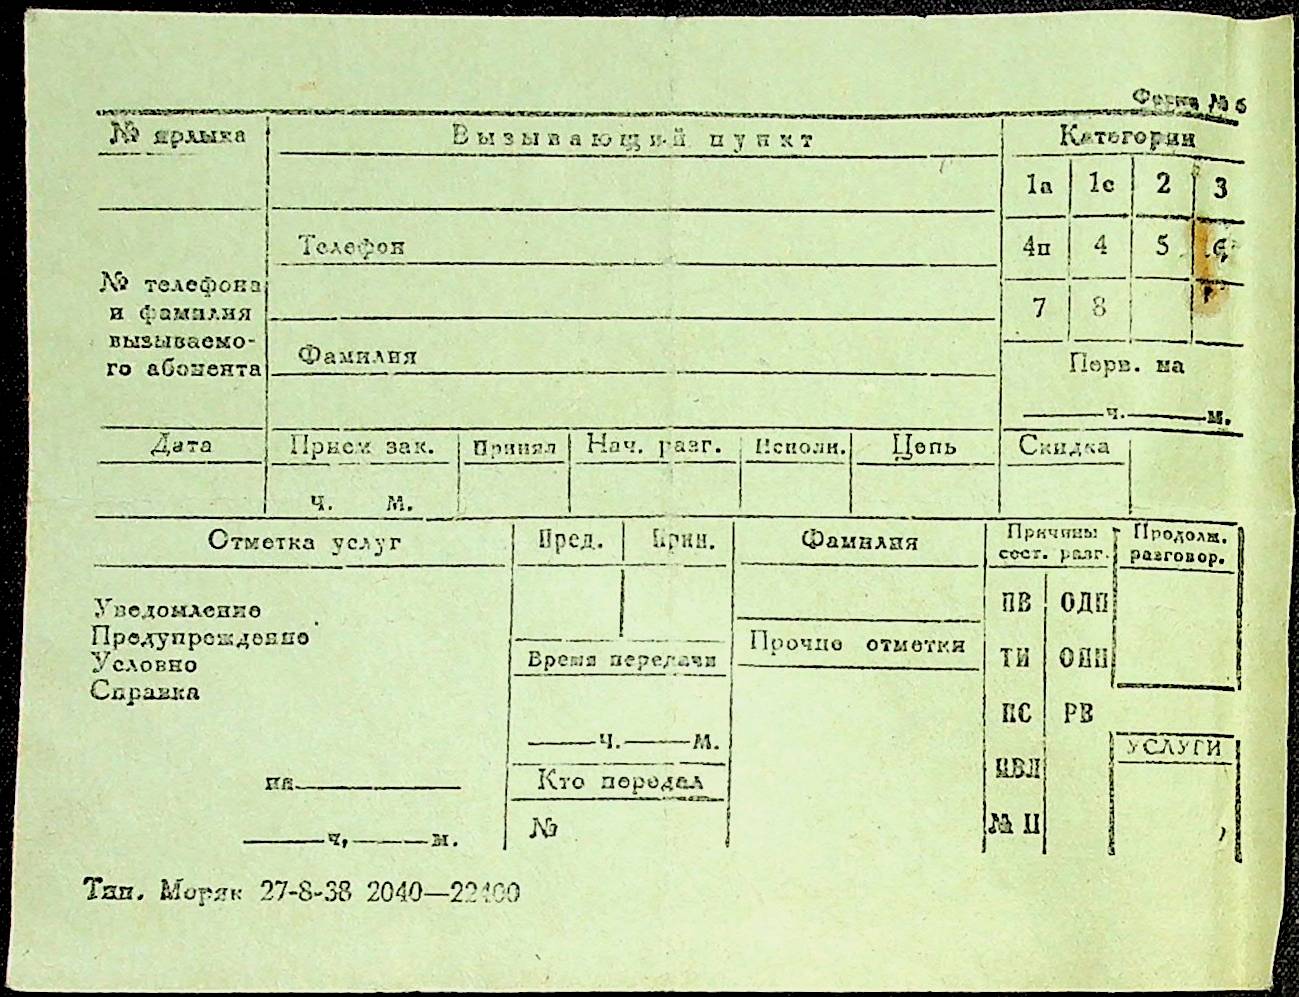 Форма № 6
№ ярлыка
Вызывающий пункт
Категории
1а 1с 2 3
Телефон
4п 4 5 6
№ телефона
и фамилия
вызываемо-
го абонента
7 8
Фамилия
Перв. на
ч. м.
Дата
Прием зак.
Принял
Нач. разг.
Исполн.
Цепь
Скидка
ч. м.
Отметка услуг
Пред.
Прин.
Фамилия
Причины
сост. разг.
Продолж.
разговор.
Уведомление
Предупреждение
Условно
Справка
ПВ ОДП
Время передачи
Прочие отметки
ТИ
ПС РВ
ч. м.
УСЛУГИ
на
Кто передал
№
№ П
ч. м.
Тип. Моряк 27-8-38 2040—22400